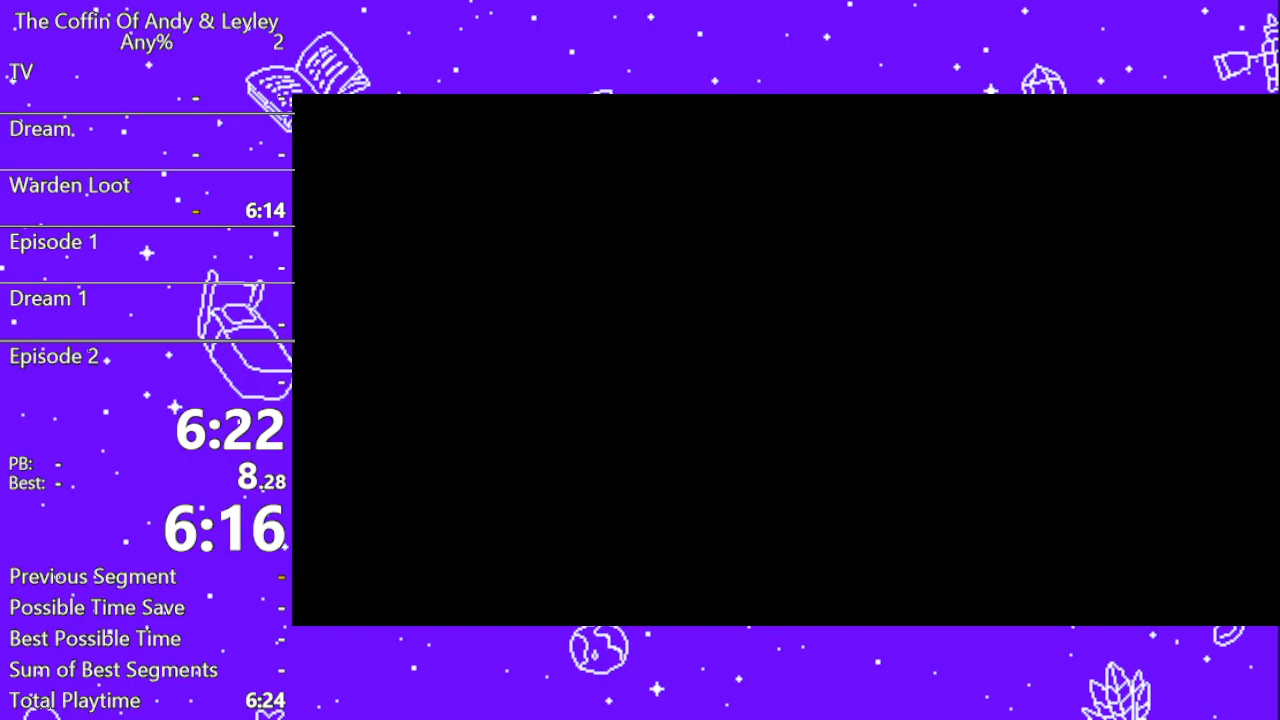 The Coffin Of Andy & Leyley
Any% 2
TV
-
Dream
- -
Warden Loot
- 6:14
Episode 1
-
Dream 1
-
Episode 2
-
6:22
PB: -
8.28
Best: -
6:16
Previous Segment -
Possible Time Save -
Best Possible Time -
Sum of Best Segments -
Total Playtime 6:24